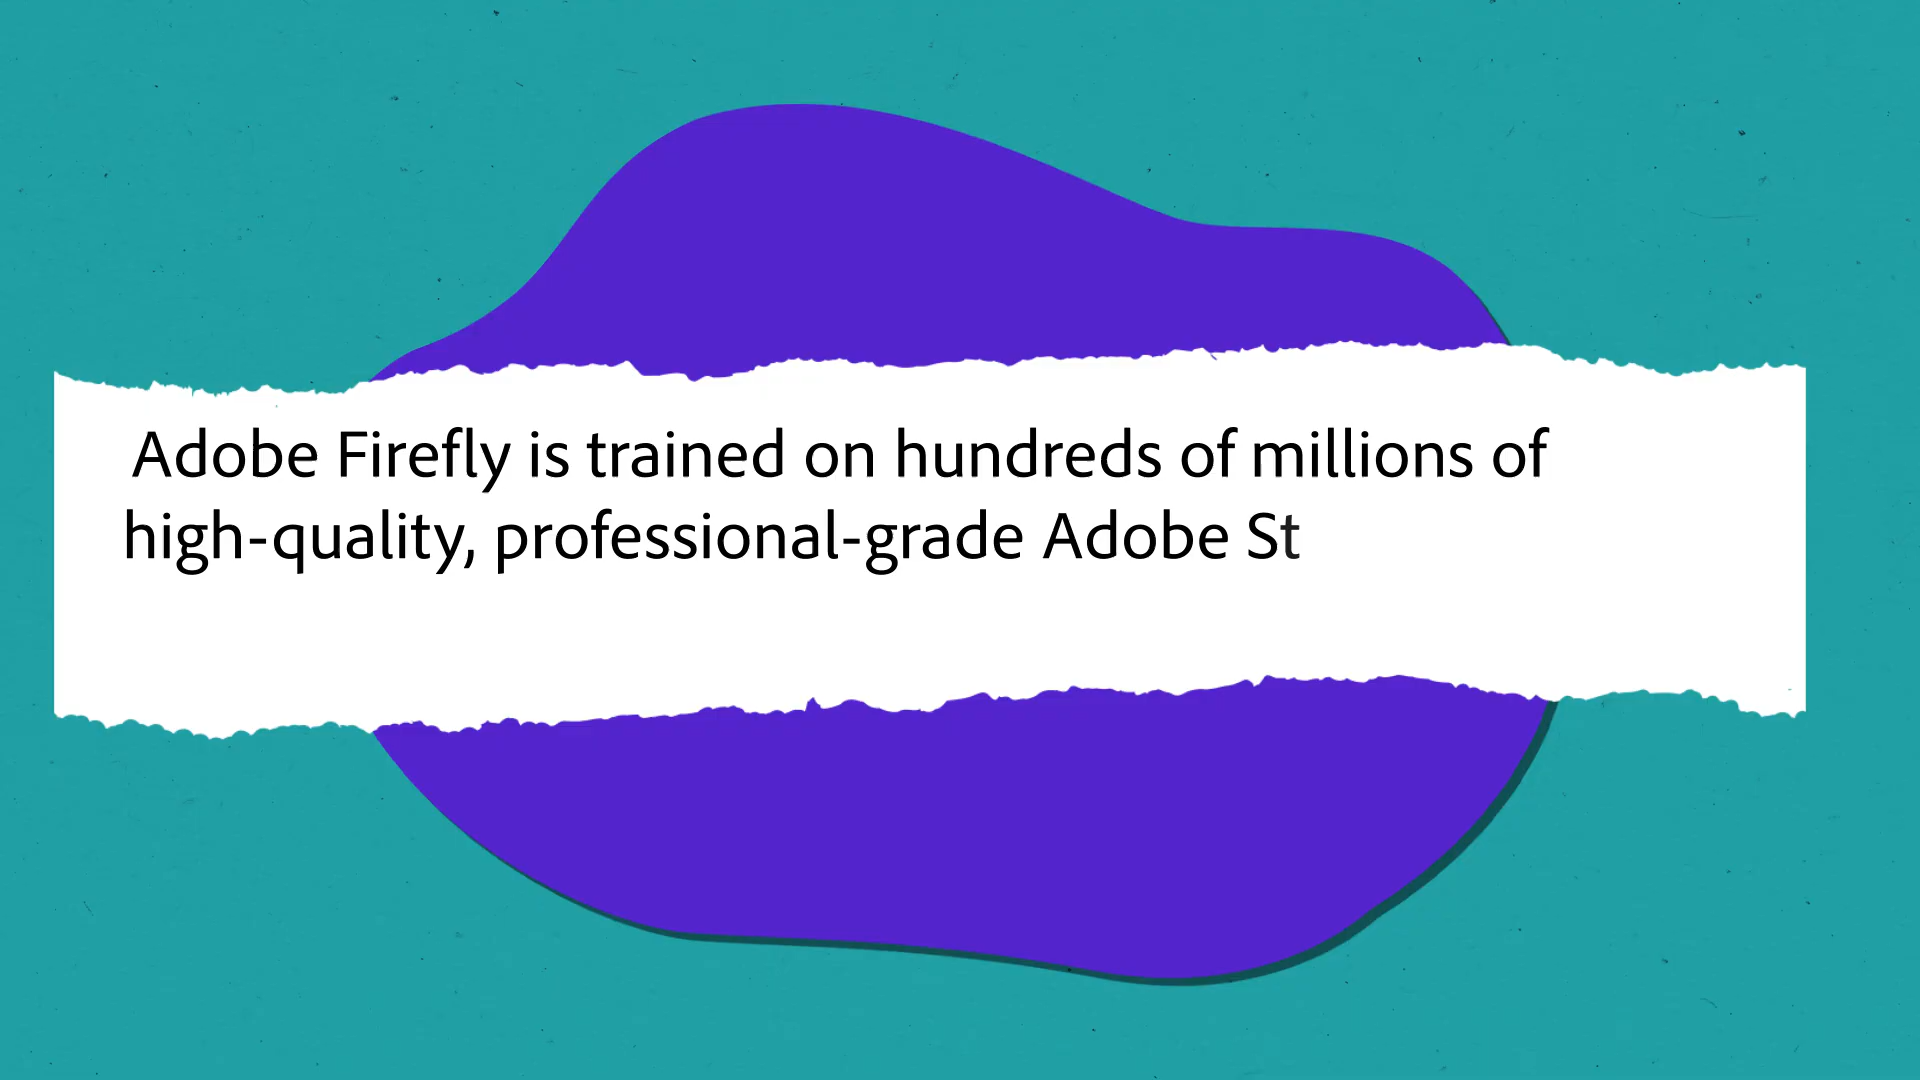 Adobe Firefly is trained on hundreds of millions of
high-quality, professional-grade Adobe St